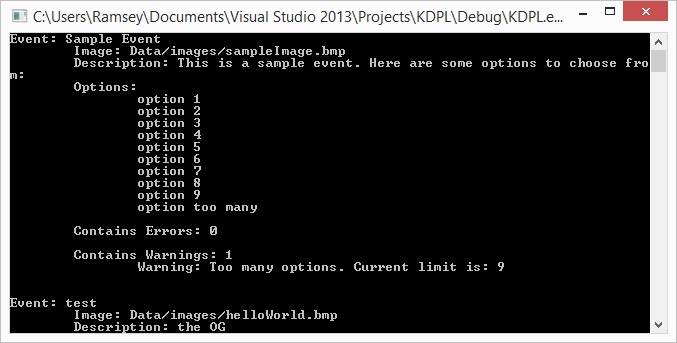 C:\Users\Ramsey\Documents\Visual Studio 2013\Projects\KDPL\Debug\KDPL.e...
Event: Sample Event
Image: Data/images/sampleImage.bmp
Description: This is a sample event. Here are some options to choose fro
m:
Options:
option 1
option 2
option 3
option 4
option 5
option 6
option 7
option 8
option 9
option too many
Contains Errors: 0
Contains Warnings: 1
Warning: Too many options. Current limit is: 9
Event: test
Image: Data/images/helloWorld.bmp
Description: the OG